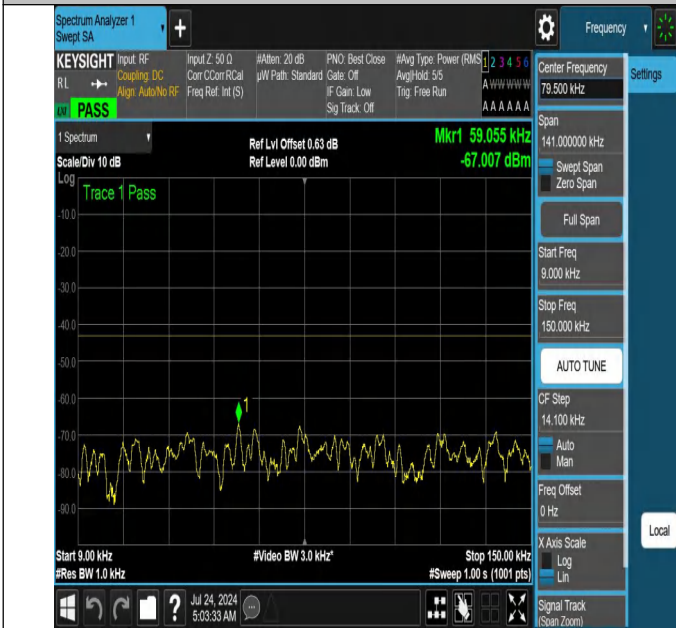 Spectrum Analyzer 1
Swept SA
+
Frequency
KEYSIGHT
RL
PASS
Input: RF
Coupling: DC
Align: Auto/No RF
Input Z: 50 Ω
Corr CCorr RCal
Freq Ref: Int (S)
#Atten: 20 dB
µW Path: Standard
PNO: Best Close
Gate: Off
IF Gain: Low
Sig Track: Off
#Avg Type: Power (RMS
Avg|Hold: 5/5
Trig: Free Run
1 2 3 4 5 6
A W W W W W
A A A A A A
1 Spectrum
Scale/Div 10 dB
Ref Lvl Offset 0.63 dB
Ref Level 0.00 dBm
Mkr1 59.055 kHz
-67.007 dBm
Log
Trace 1 Pass
-10.0
-20.0
-30.0
-40.0
-50.0
-60.0
-70.0
-80.0
-90.0
1
Start 9.00 kHz
#Res BW 1.0 kHz
#Video BW 3.0 kHz*
Stop 150.00 kHz
#Sweep 1.00 s (1001 pts)
Center Frequency
79.500 kHz
Settings
Span
141.000000 kHz
Swept Span
Zero Span
Full Span
Start Freq
9.000 kHz
Stop Freq
150.000 kHz
AUTO TUNE
CF Step
14.100 kHz
Auto
Man
Freq Offset
0 Hz
X Axis Scale
Log
Lin
Local
Signal Track
(Span Zoom)
?
Jul 24, 2024
5:03:33 AM